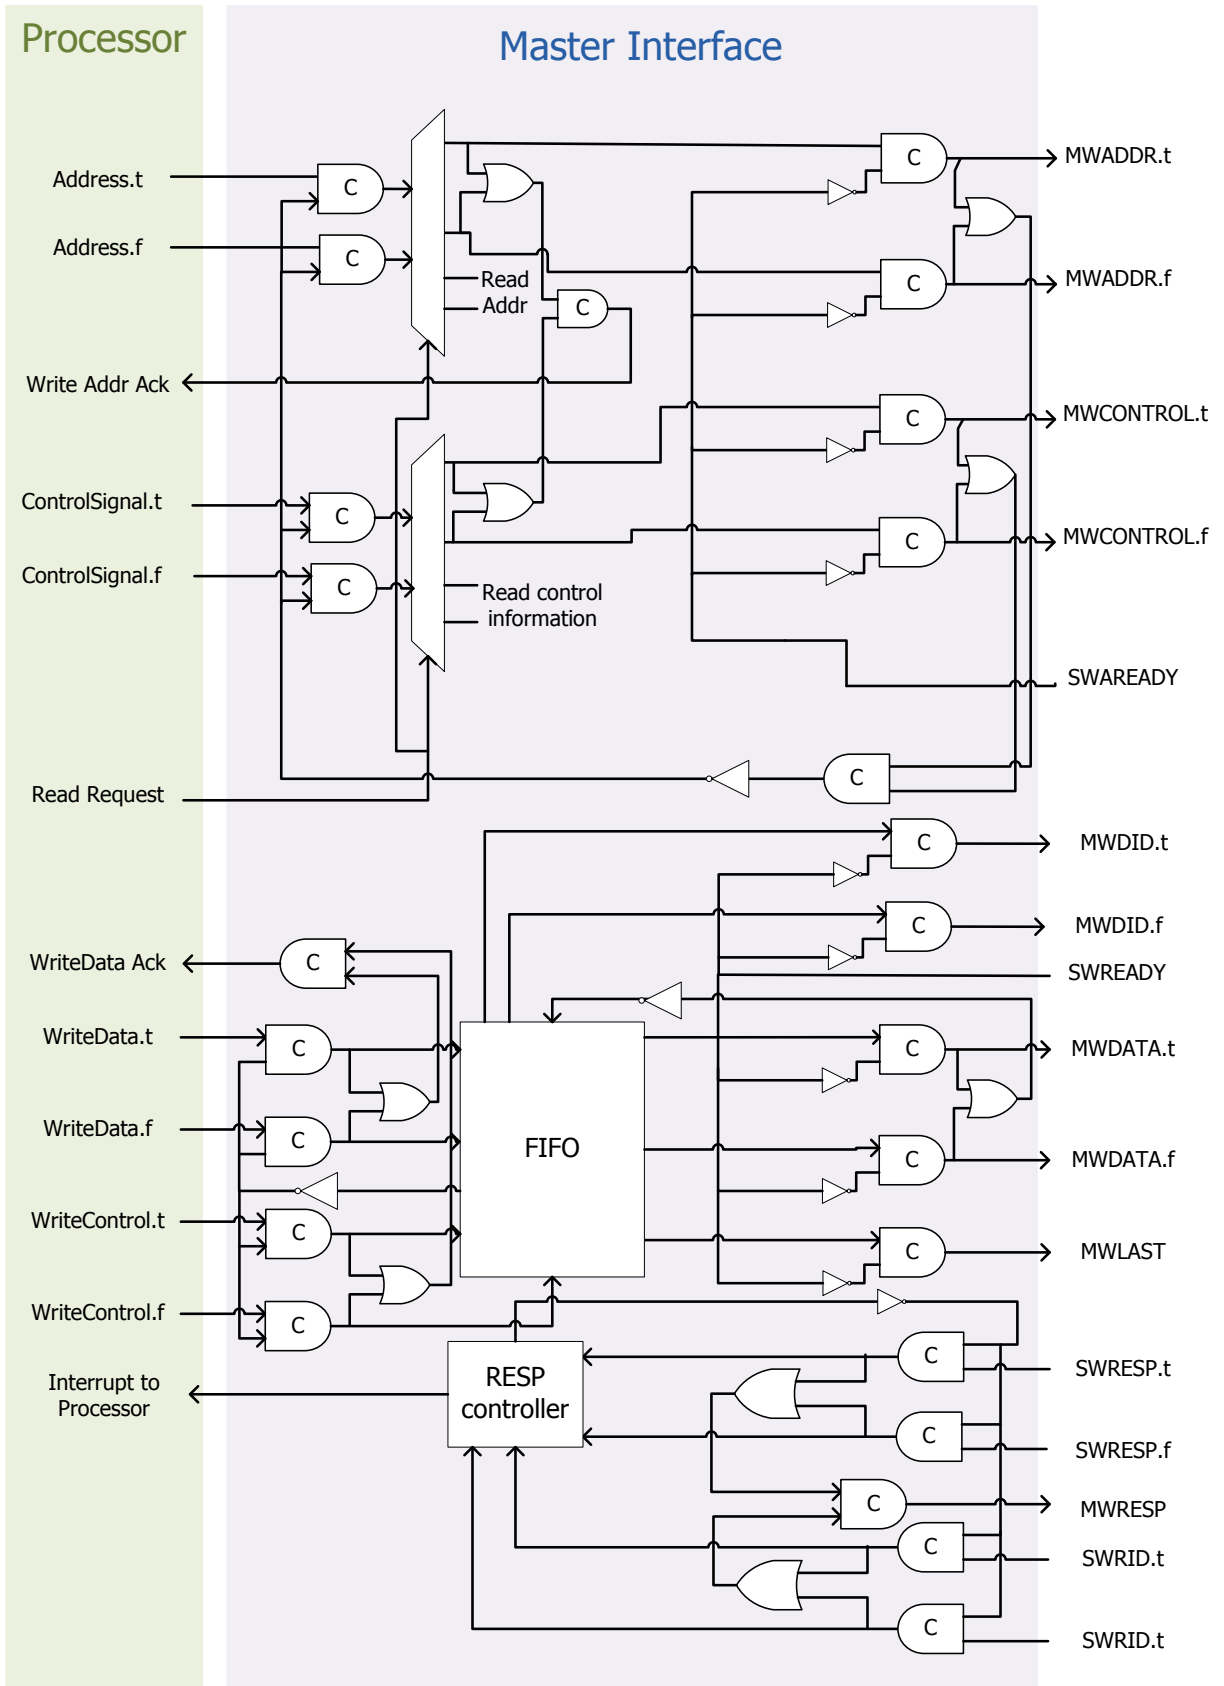 Processor
Master Interface
C
MWADDR.t
Address.t
C
Address.f
C
Read
Addr
C
C
MWADDR.f
Write Addr Ack
C
MWCONTROL.t
ControlSignal.t
C
C
MWCONTROL.f
ControlSignal.f
C
Read control
information
SWAREADY
C
Read Request
C
MWDID.t
C
MWDID.f
WriteData Ack
C
SWREADY
WriteData.t
C
C
MWDATA.t
WriteData.f
C
FIFO
C
MWDATA.f
WriteControl.t
C
C
MWLAST
WriteControl.f
C
C
SWRESP.t
Interrupt to
Processor
RESP
controller
C
SWRESP.f
C
MWRESP
C
SWRID.t
C
SWRID.t